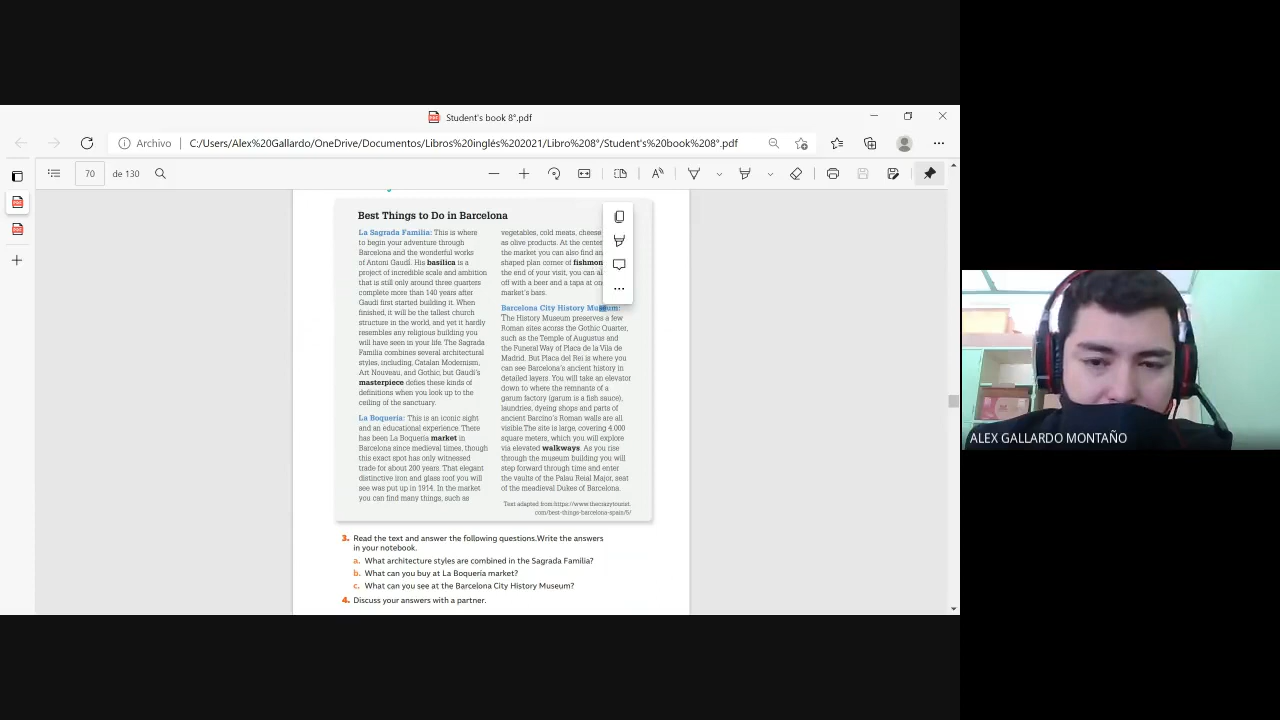 Student's book 8°.pdf
Archivo C:/Users/Alex%20Gallardo/OneDrive/Documentos/Libros%20inglés%202021/Libro%208°/Student's%20book%208°.pdf
70 de 130
Best Things to Do in Barcelona
La Sagrada Familia: This is where
to begin your adventure through
Barcelona and the wonderful works
of Antoni Gaudí. His basilica is a
project of incredible scale and ambition
that is still only around three quarters
complete more than 140 years after
Gaudí first started building it. When
finished, it will be the tallest church
structure in the world, and yet it hardly
resembles any religious building you
will have seen in your life. The Sagrada
Familia combines several architectural
styles, including, Catalan Modernism,
Art Nouveau, and Gothic, but Gaudí's
masterpiece defies these kinds of
definitions when you look up to the
ceiling of the sanctuary.
La Boquería: This is an iconic sight
and an educational experience. There
has been La Boquería market in
Barcelona since medieval times, though
this exact spot has only witnessed
trade for about 200 years. That elegant
distinctive iron and glass roof you will
see was put up in 1914. In the market
you can find many things, such as
vegetables, cold meats, cheese
as olive products. At the center
the market you can also find an
shaped plan corner of fishmon
the end of your visit, you can al
off with a beer and a tapa at on
market's bars.
Barcelona City History Museum:
The History Museum preserves a few
Roman sites across the Gothic Quarter,
such as the Temple of Augustus and
the Funeral Way of Placa de la Vila de
Madrid. But Placa del Rei is where you
can see Barcelona's ancient history in
detailed layers. You will take an elevator
down to where the remnants of a
garum factory (garum is a fish sauce),
laundries, dyeing shops and parts of
ancient Barcino's Roman walls are all
visible.The site is large, covering 4.000
square meters, which you will explore
via elevated walkways. As you rise
through the museum building you will
step forward through time and enter
the vaults of the Palau Reial Major, seat
of the meadieval Dukes of Barcelona.
Text adapted from:https://www.thecrazytourist.
com/best-things-barcelona-spain/5/
3. Read the text and answer the following questions.Write the answers
in your notebook.
a. What architecture styles are combined in the Sagrada Familia?
b. What can you buy at La Boquería market?
c. What can you see at the Barcelona City History Museum?
4. Discuss your answers with a partner.
ALEX GALLARDO MONTAÑO